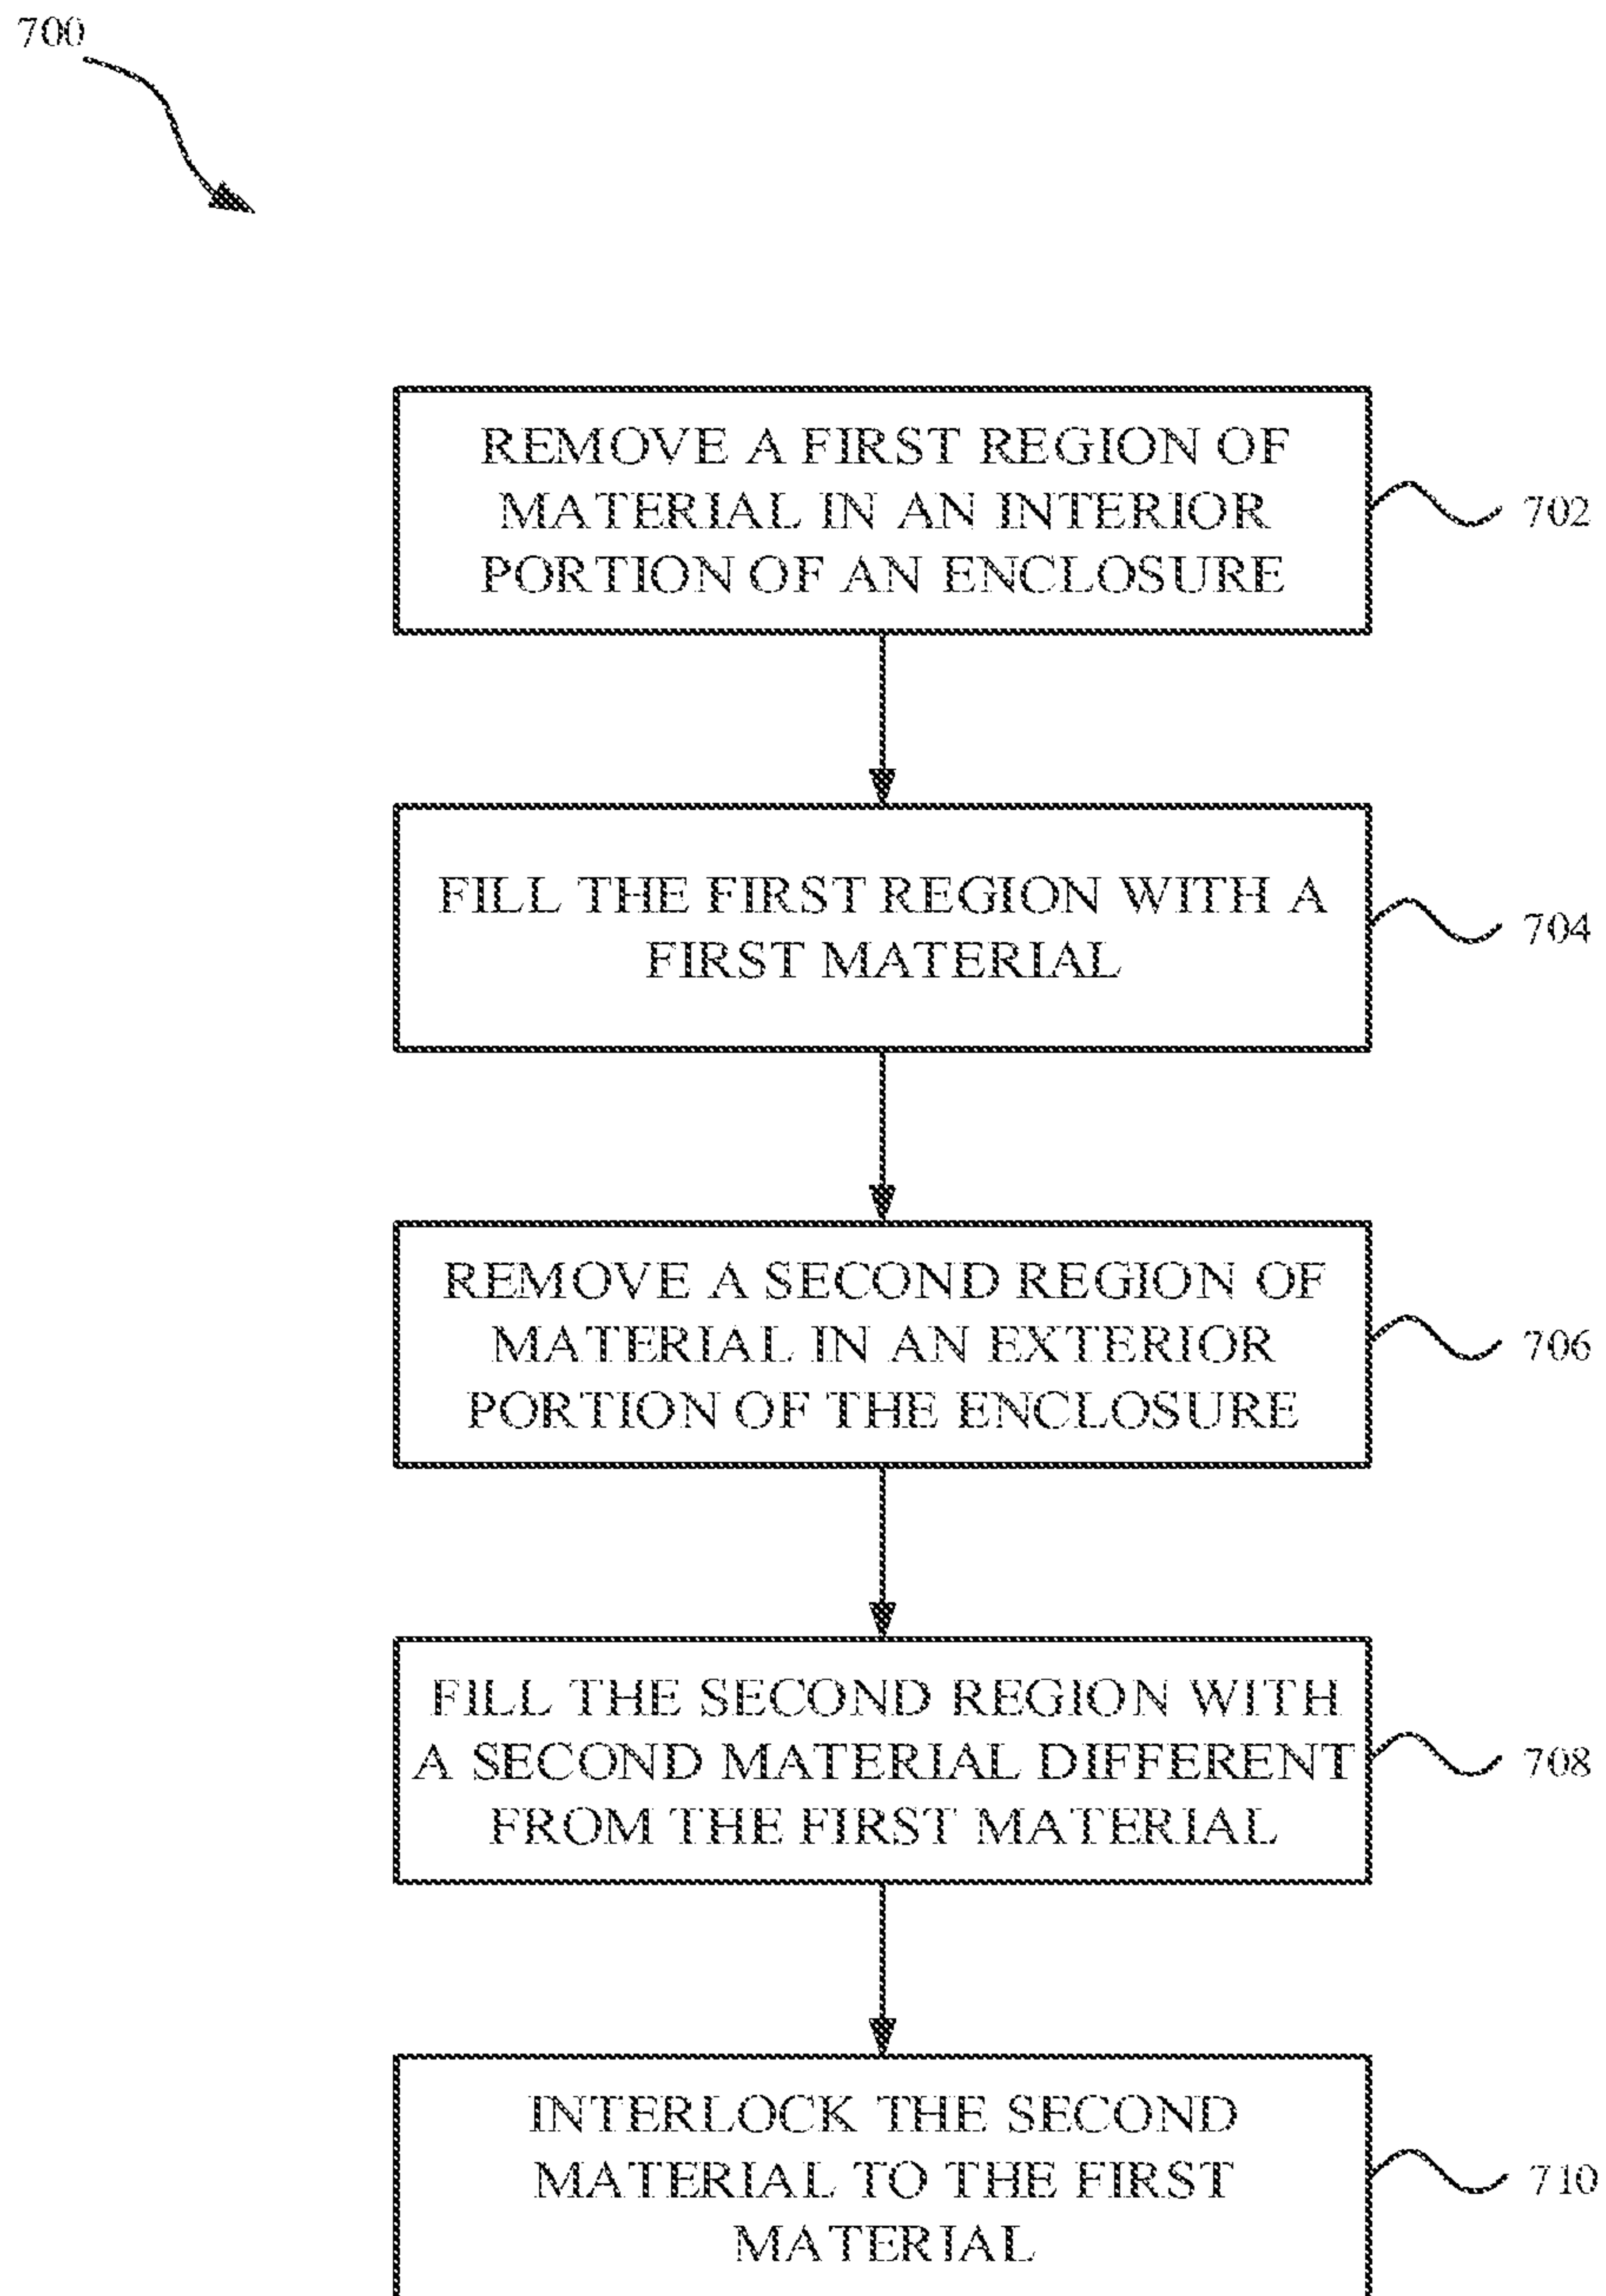 700
REMOVE A FIRST REGION OF
MATERIAL IN AN INTERIOR
PORTION OF AN ENCLOSURE
702
FILL THE FIRST REGION WITH A
FIRST MATERIAL
704
REMOVE A SECOND REGION OF
MATERIAL IN AN EXTERIOR
PORTION OF THE ENCLOSURE
706
FILL THE SECOND REGION WITH
A SECOND MATERIAL DIFFERENT
FROM THE FIRST MATERIAL
708
INTERLOCK THE SECOND
MATERIAL TO THE FIRST
MATERIAL
710